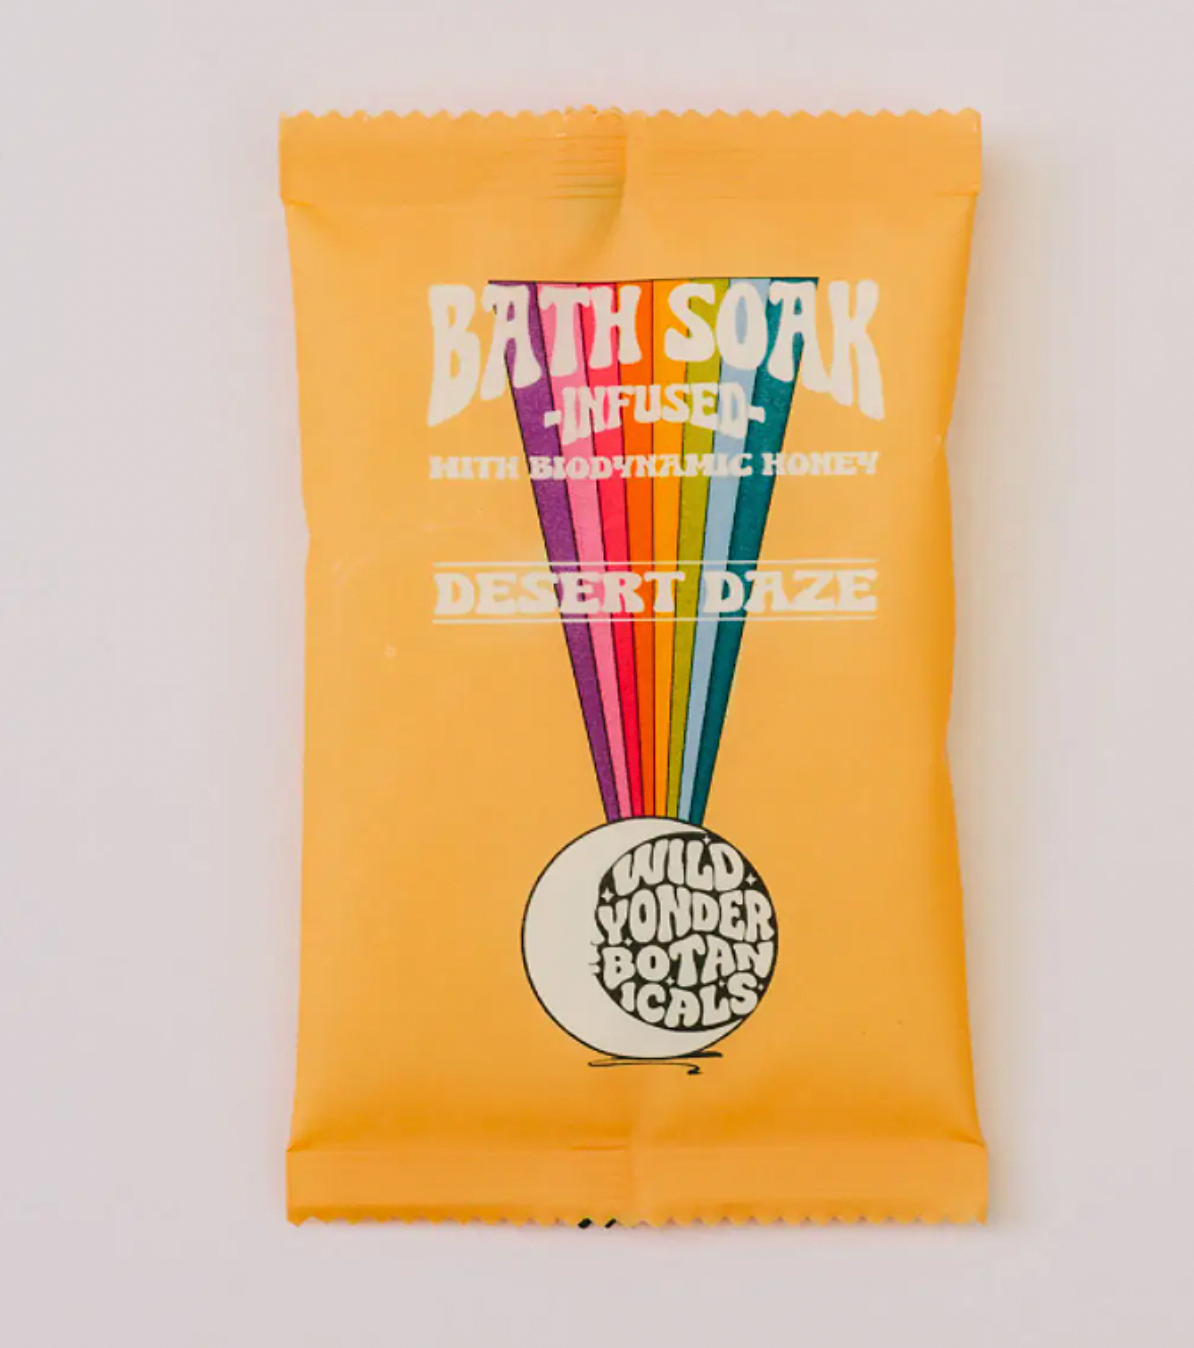 BATH SOAK
-INFUSED-
WITH BIODYNAMIC HONEY
DESERT DAZE
WILD
YONDER
BOTAN
ICALS